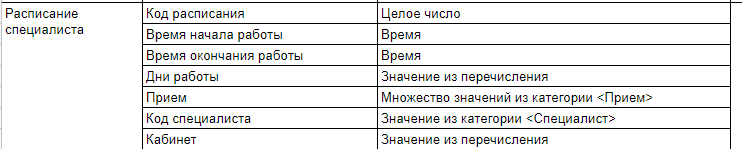 Расписание специалиста
Код расписания Целое число
Время начала работы Время
Время окончания работы Время
Дни работы Значение из перечисления
Прием Множество значений из категории <Прием>
Код специалиста Значение из категории <Специалист>
Кабинет Значение из перечисления